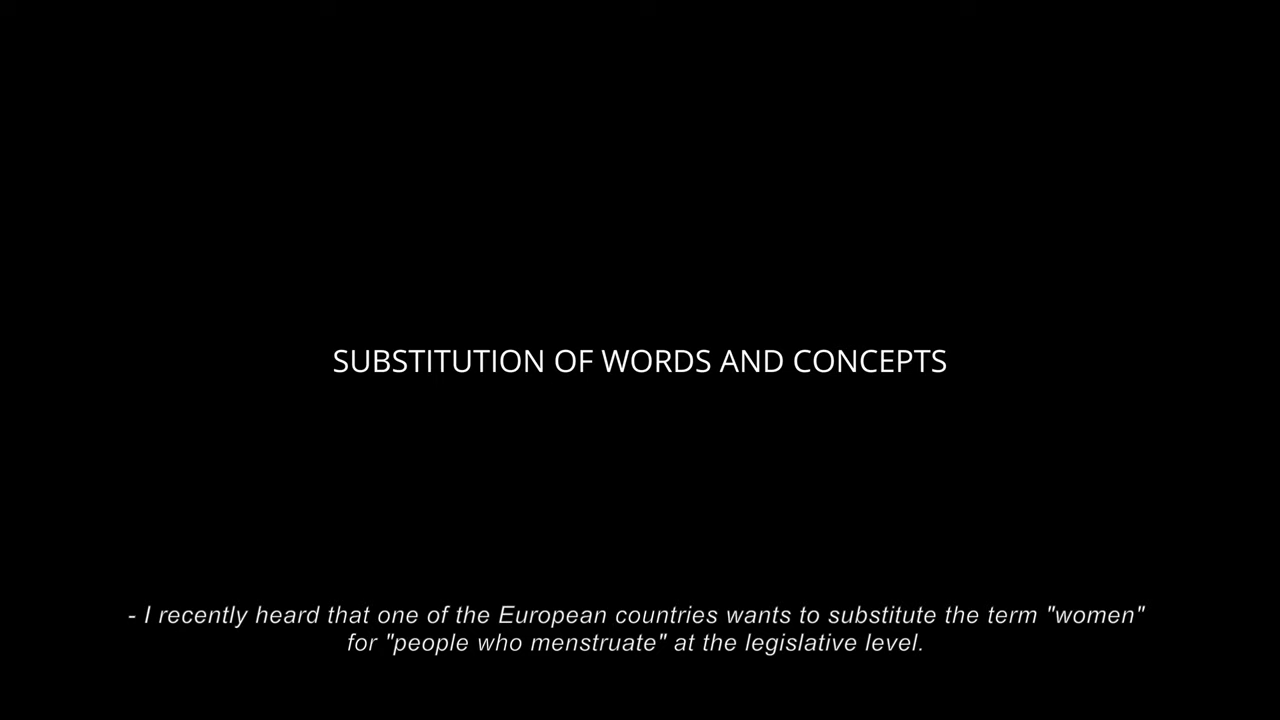 SUBSTITUTION OF WORDS AND CONCEPTS
- I recently heard that one of the European countries wants to substitute the term "women"
for "people who menstruate" at the legislative level.